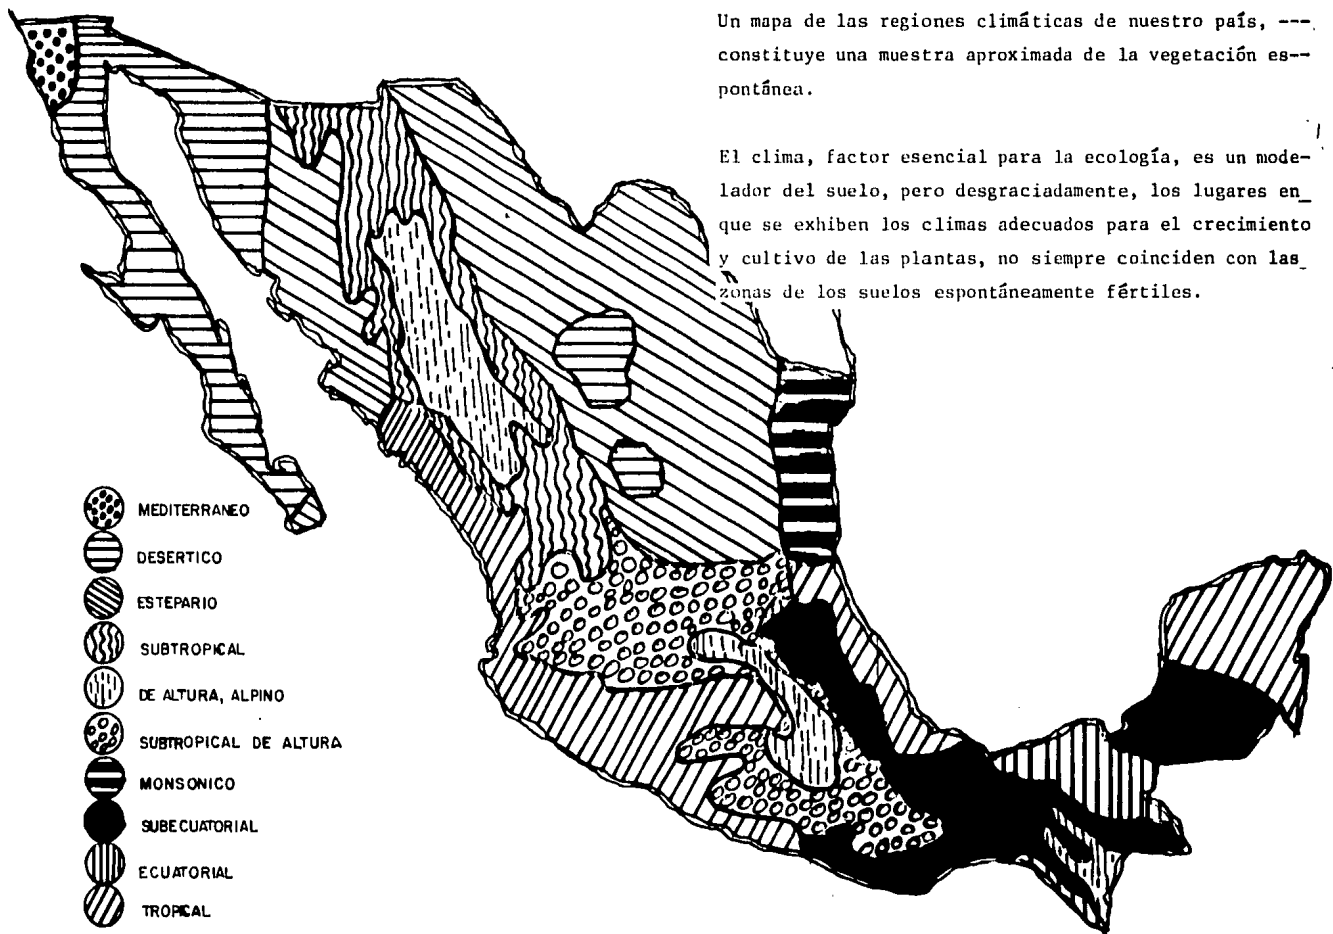 Un mapa de las regiones climáticas de nuestro país, ---
constituye una muestra aproximada de la vegetación es--
pontánea.
El clima, factor esencial para la ecología, es un mode-
lador del suelo, pero desgraciadamente, los lugares en_
que se exhiben los climas adecuados para el crecimiento
y cultivo de las plantas, no siempre coinciden con las_
zonas de los suelos espontáneamente fértiles.
MEDITERRANEO
DESERTICO
ESTEPARIO
SUBTROPICAL
DE ALTURA, ALPINO
SUBTROPICAL DE ALTURA
MONSONICO
SUBECUATORIAL
ECUATORIAL
TROPICAL